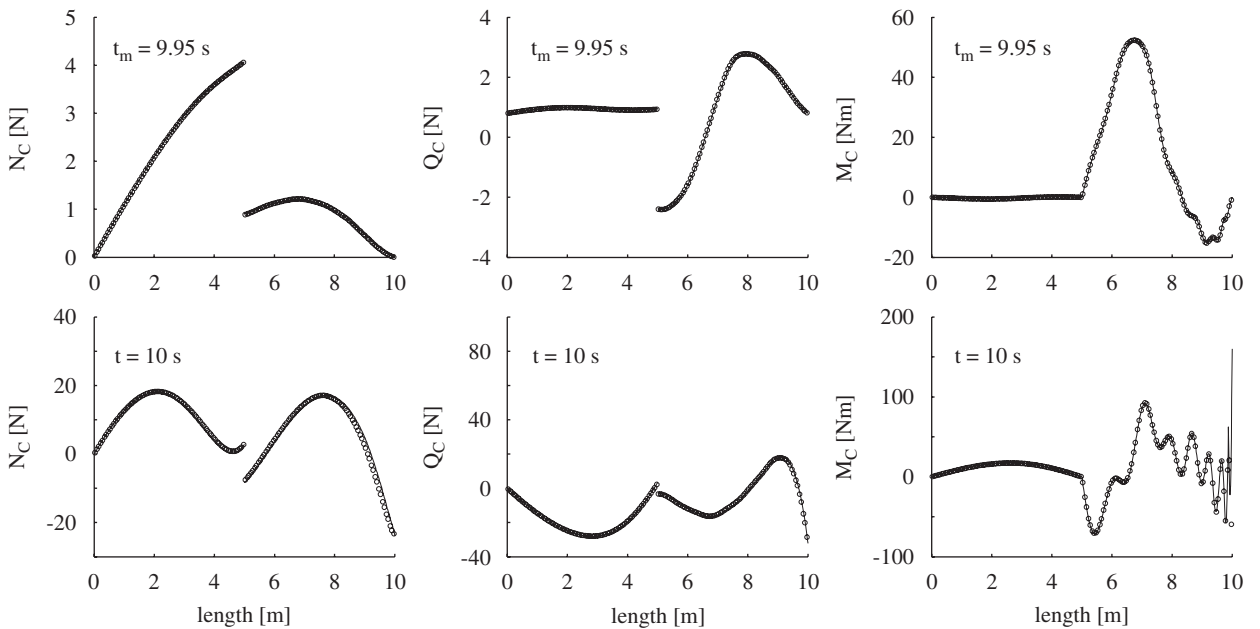 5
4
3
2
1
0
N_C [N]
t_m = 9.95 s
0 2 4 6 8 10
4
2
0
-2
-4
Q_C [N]
t_m = 9.95 s
0 2 4 6 8 10
60
40
20
0
-20
M_C [Nm]
t_m = 9.95 s
0 2 4 6 8 10
40
20
0
-20
N_C [N]
t = 10 s
0 2 4 6 8 10
length [m]
80
40
0
-40
Q_C [N]
t = 10 s
0 2 4 6 8 10
length [m]
200
100
0
-100
M_C [Nm]
t = 10 s
0 2 4 6 8 10
length [m]